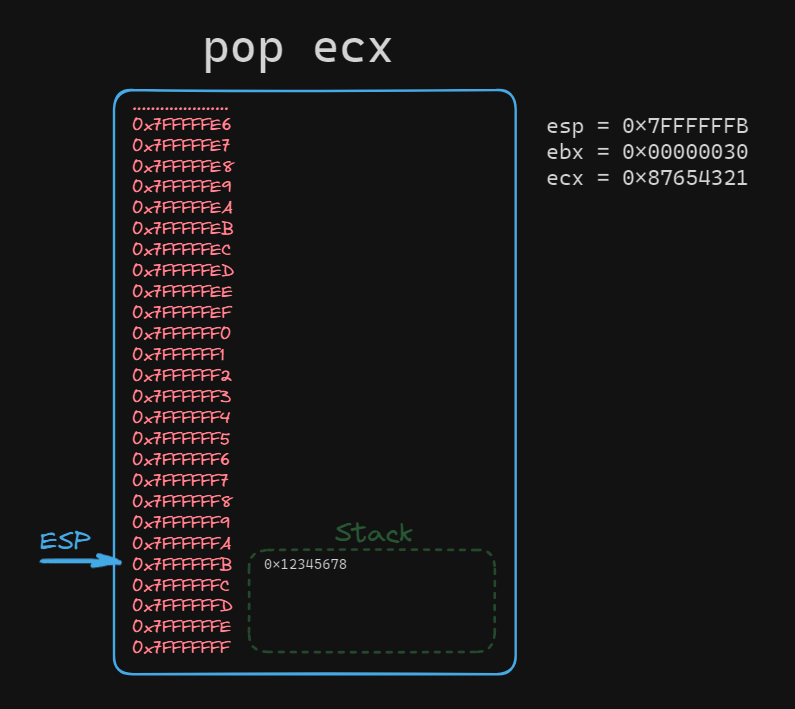 pop ecx
......................
0x7FFFFFE6
0x7FFFFFE7
0x7FFFFFE8
0x7FFFFFE9
0x7FFFFFEA
0x7FFFFFEB
0x7FFFFFEC
0x7FFFFFED
0x7FFFFFEE
0x7FFFFFEF
0x7FFFFFF0
0x7FFFFFF1
0x7FFFFFF2
0x7FFFFFF3
0x7FFFFFF4
0x7FFFFFF5
0x7FFFFFF6
0x7FFFFFF7
0x7FFFFFF8
0x7FFFFFF9
0x7FFFFFFA
0x7FFFFFFB
0x7FFFFFFC
0x7FFFFFFD
0x7FFFFFFE
0x7FFFFFFF
ESP
Stack
0×12345678
esp = 0×7FFFFFFB
ebx = 0×00000030
ecx = 0×87654321